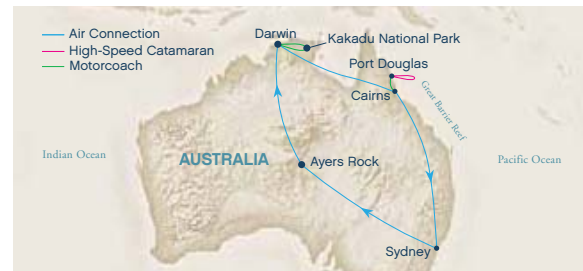 Air Connection
High-Speed Catamaran
Motorcoach
Darwin
Kakadu National Park
Port Douglas
Cairns
Great Barrier Reef
Indian Ocean
AUSTRALIA
Ayers Rock
Pacific Ocean
Sydney